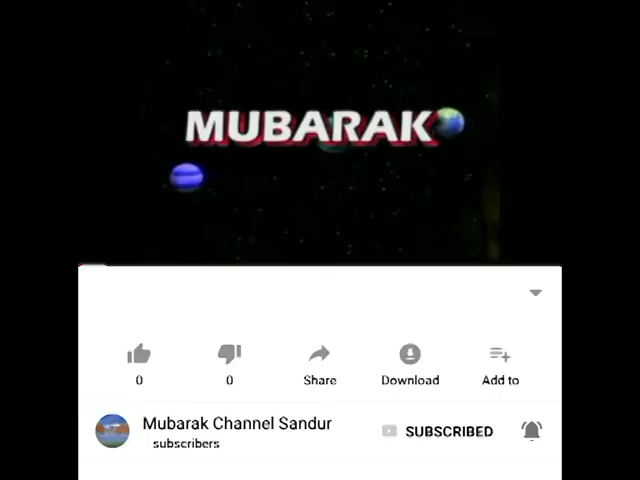 MUBARAK
0
0
Share
Download
Add to
Mubarak Channel Sandur
SUBSCRIBED
subscribers